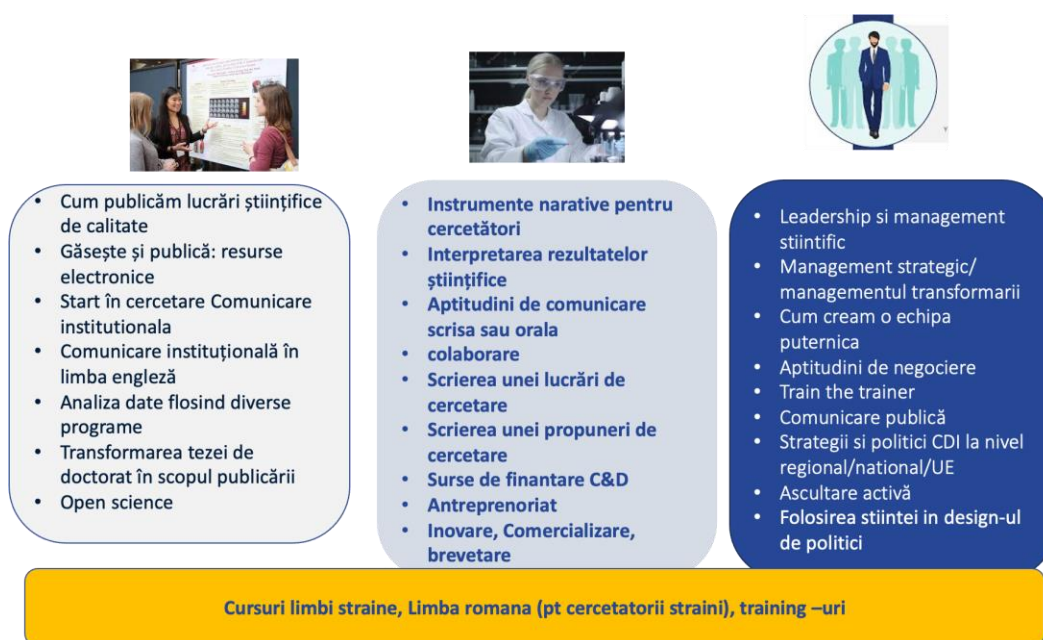 Cum publicăm lucrări științifice
de calitate
Găsește și publică: resurse
electronice
Start în cercetare Comunicare
institutionala
Comunicare instituțională în
limba engleză
Analiza date flosind diverse
programe
Transformarea tezei de
doctorat în scopul publicării
Open science
Instrumente narative pentru
cercetători
Interpretarea rezultatelor
științifice
Aptitudini de comunicare
scrisa sau orala
colaborare
Scrierea unei lucrări de
cercetare
Scrierea unei propuneri de
cercetare
Surse de finantare C&D
Antreprenoriat
Inovare, Comercializare,
brevetare
Leadership si management
stiintific
Management strategic/
managementul transformarii
Cum cream o echipa
puternica
Aptitudini de negociere
Train the trainer
Comunicare publică
Strategii si politici CDI la nivel
regional/national/UE
Ascultare activă
Folosirea stiintei in design-ul
de politici
Cursuri limbi straine, Limba romana (pt cercetatorii straini), training –uri